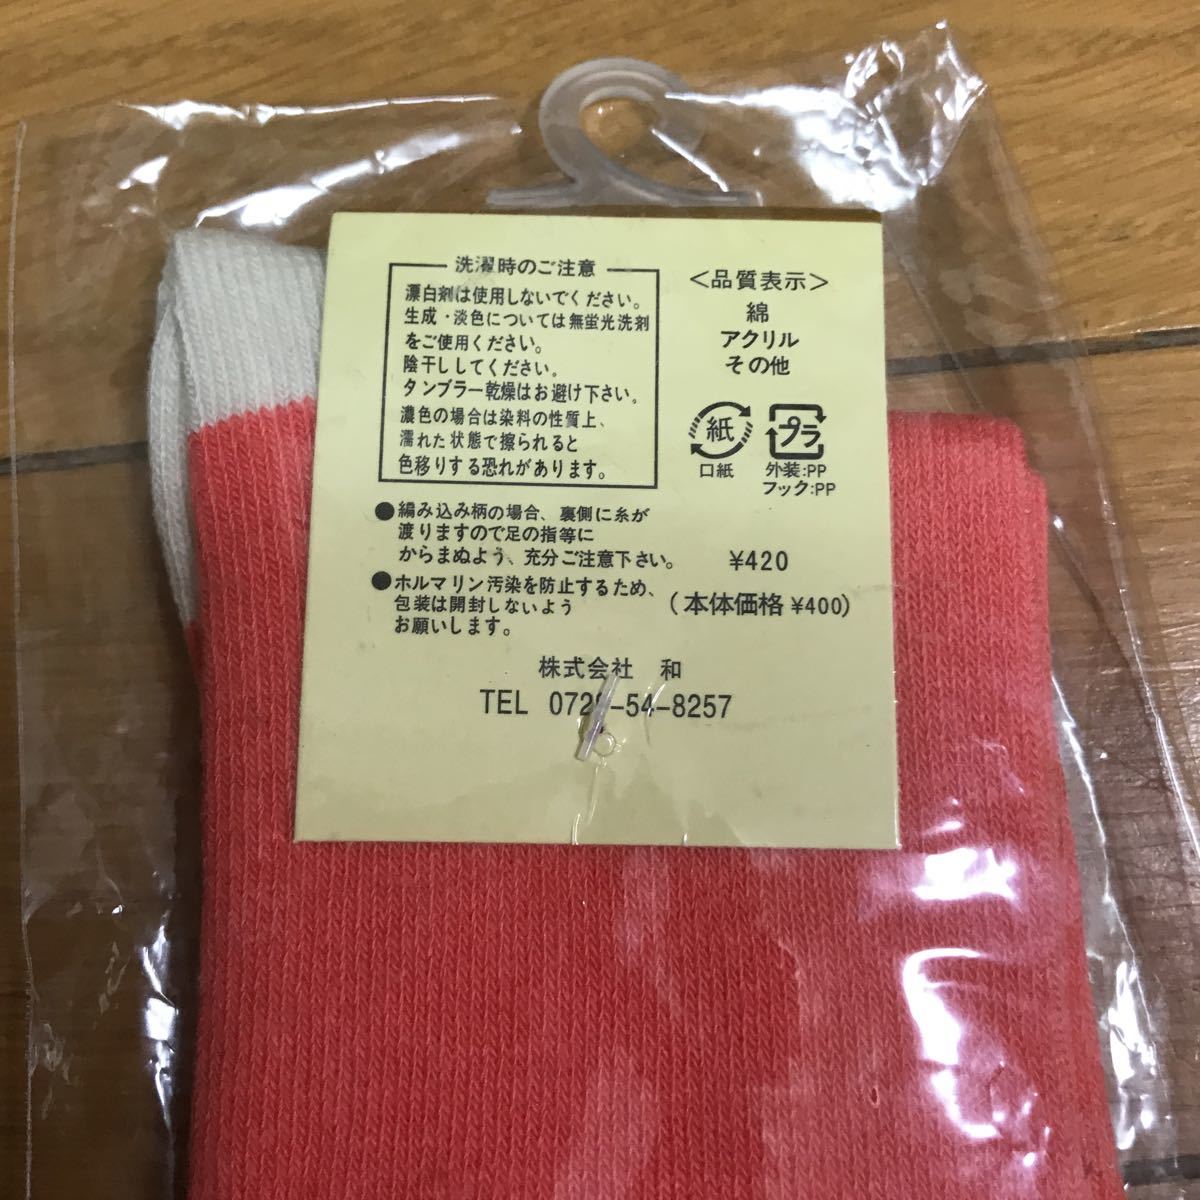 洗濯時のご注意
漂白剤は使用しないでください。
生成・淡色については無蛍光洗剤
をご使用ください。
陰干ししてください。
タンブラー乾燥はお避け下さい。
濃色の場合は染料の性質上、
濡れた状態で擦られると
色移りする恐れがあります。
●編み込み柄の場合、裏側に糸が
渡りますので足の指等に
からまぬよう、充分ご注意下さい。
●ホルマリン汚染を防止するため、
包装は開封しないよう
お願いします。
<品質表示>
綿
アクリル
その他
紙
口紙
プラ
外装:PP
フック:PP
¥420
(本体価格¥400)
株式会社 和
TEL 0729-54-8257